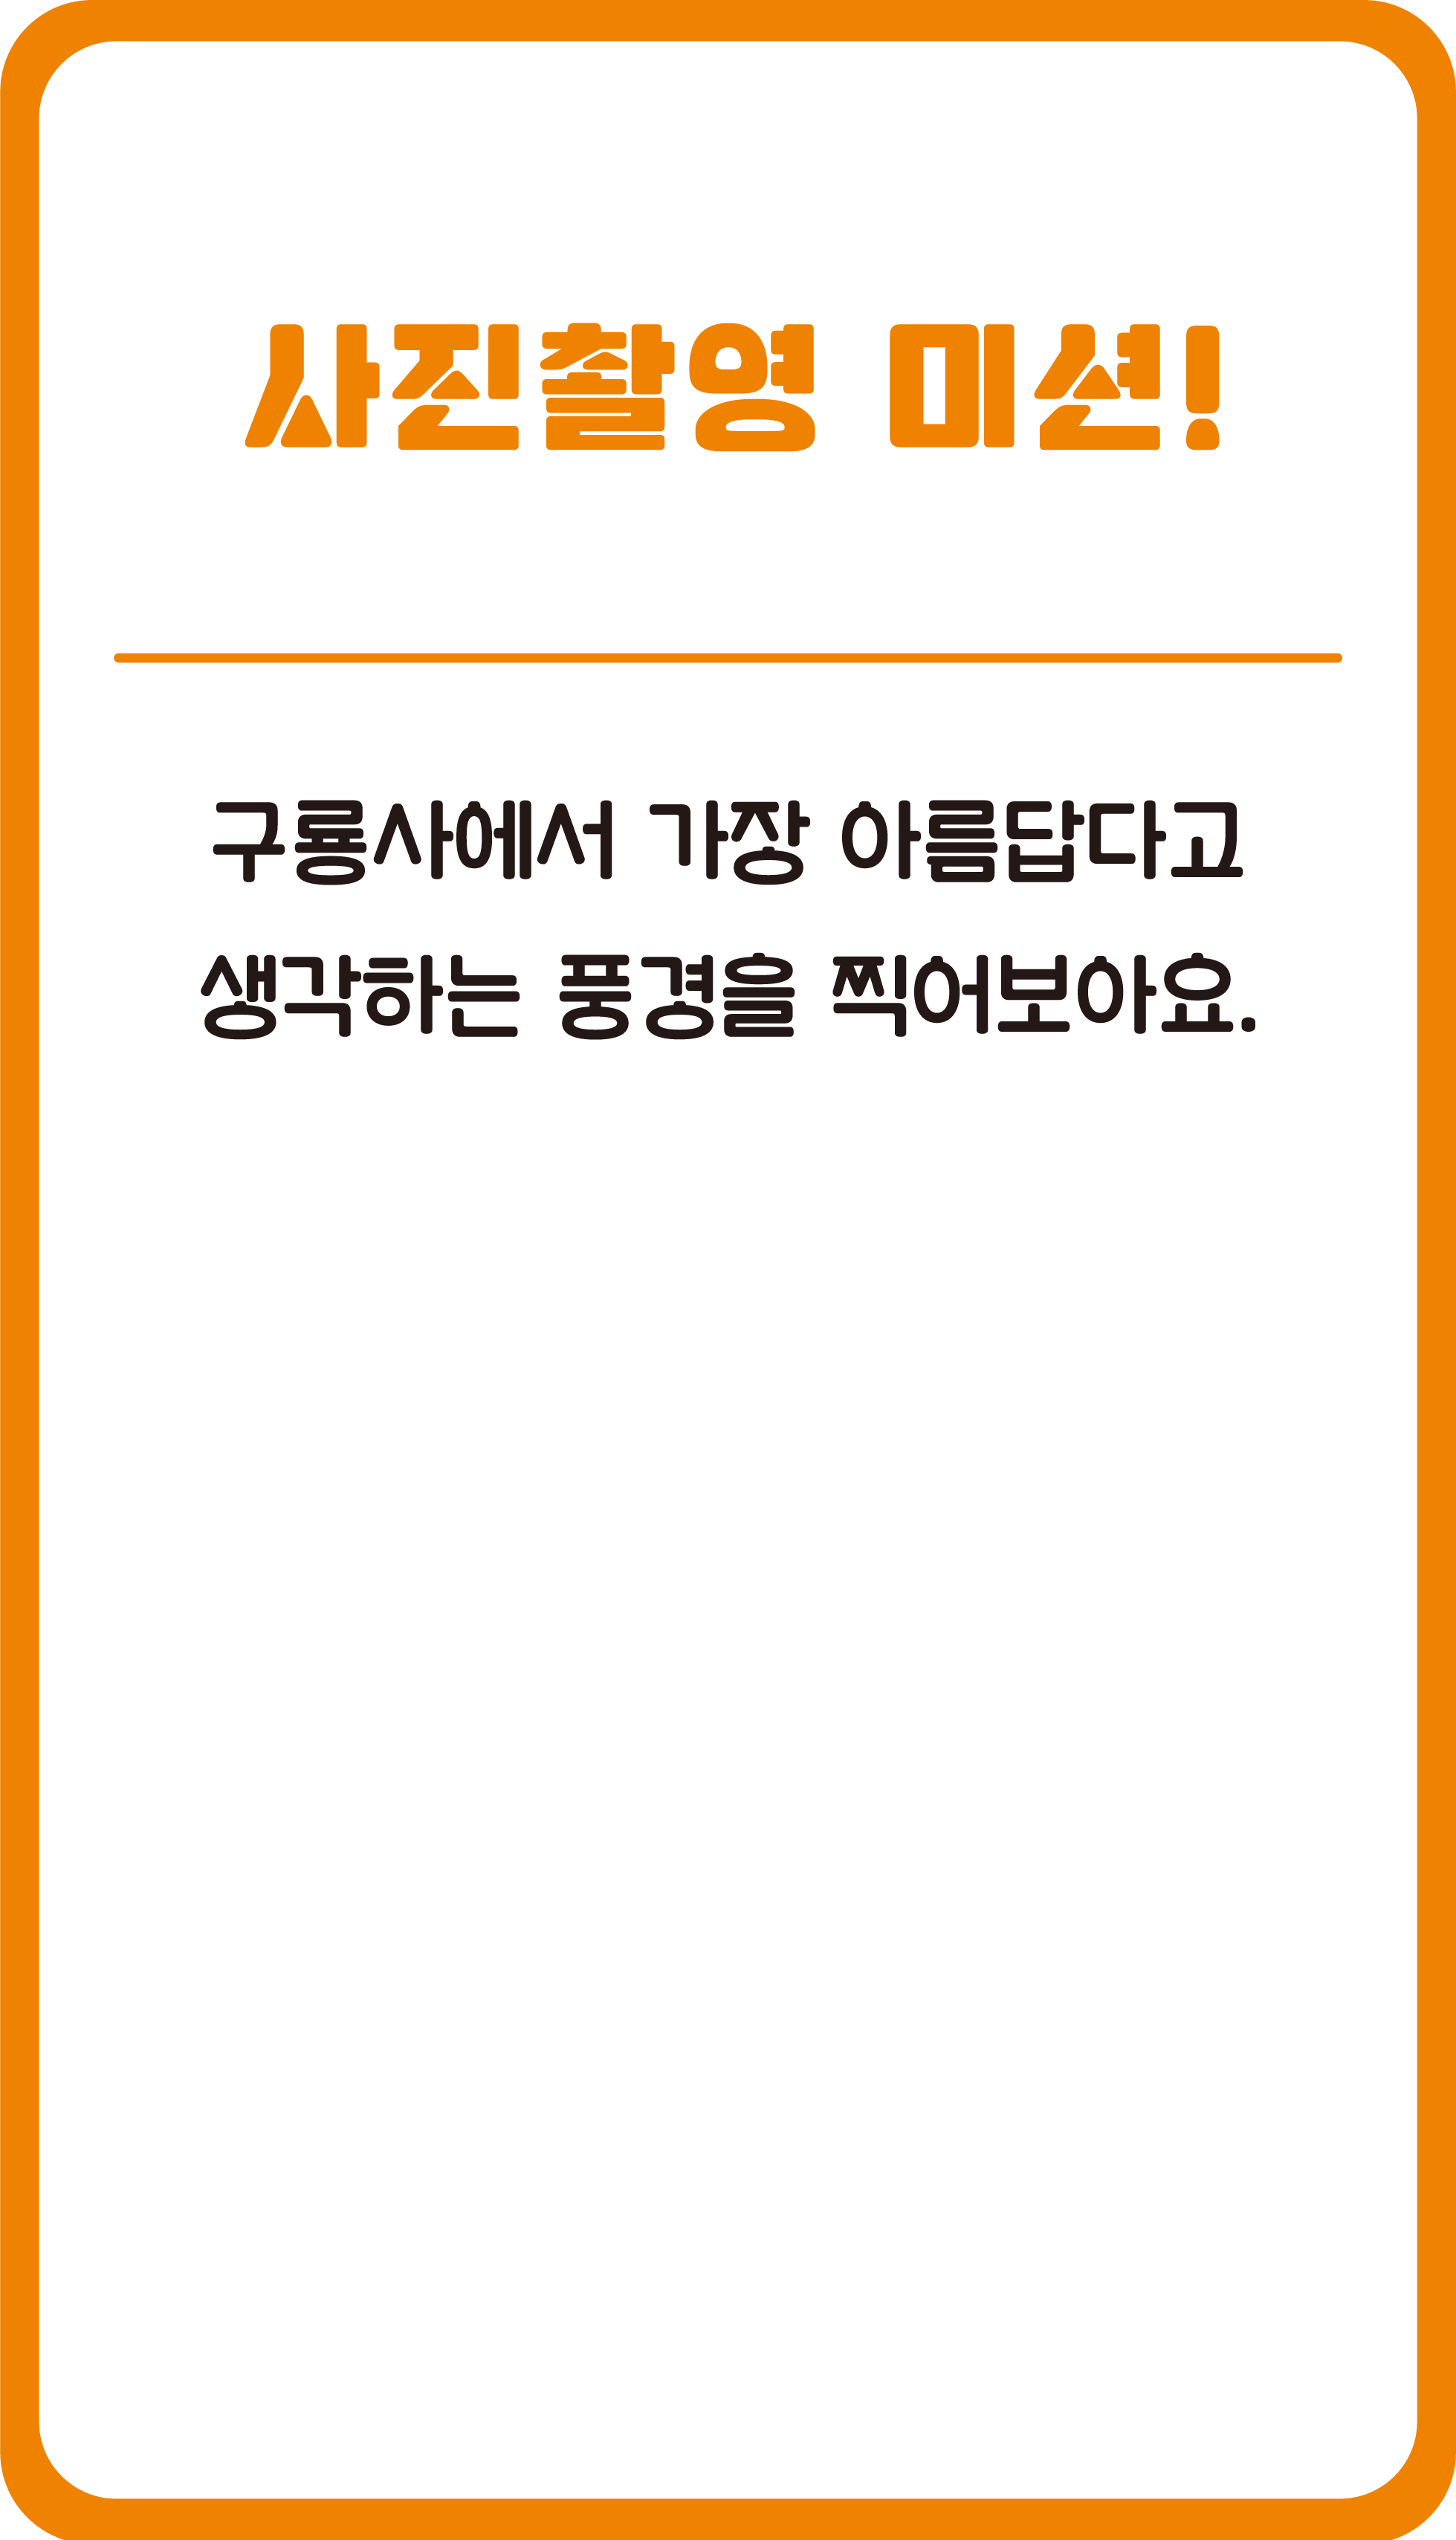 사진촬영 미션!
구룡사에서 가장 아름답다고
생각하는 풍경을 찍어보아요.